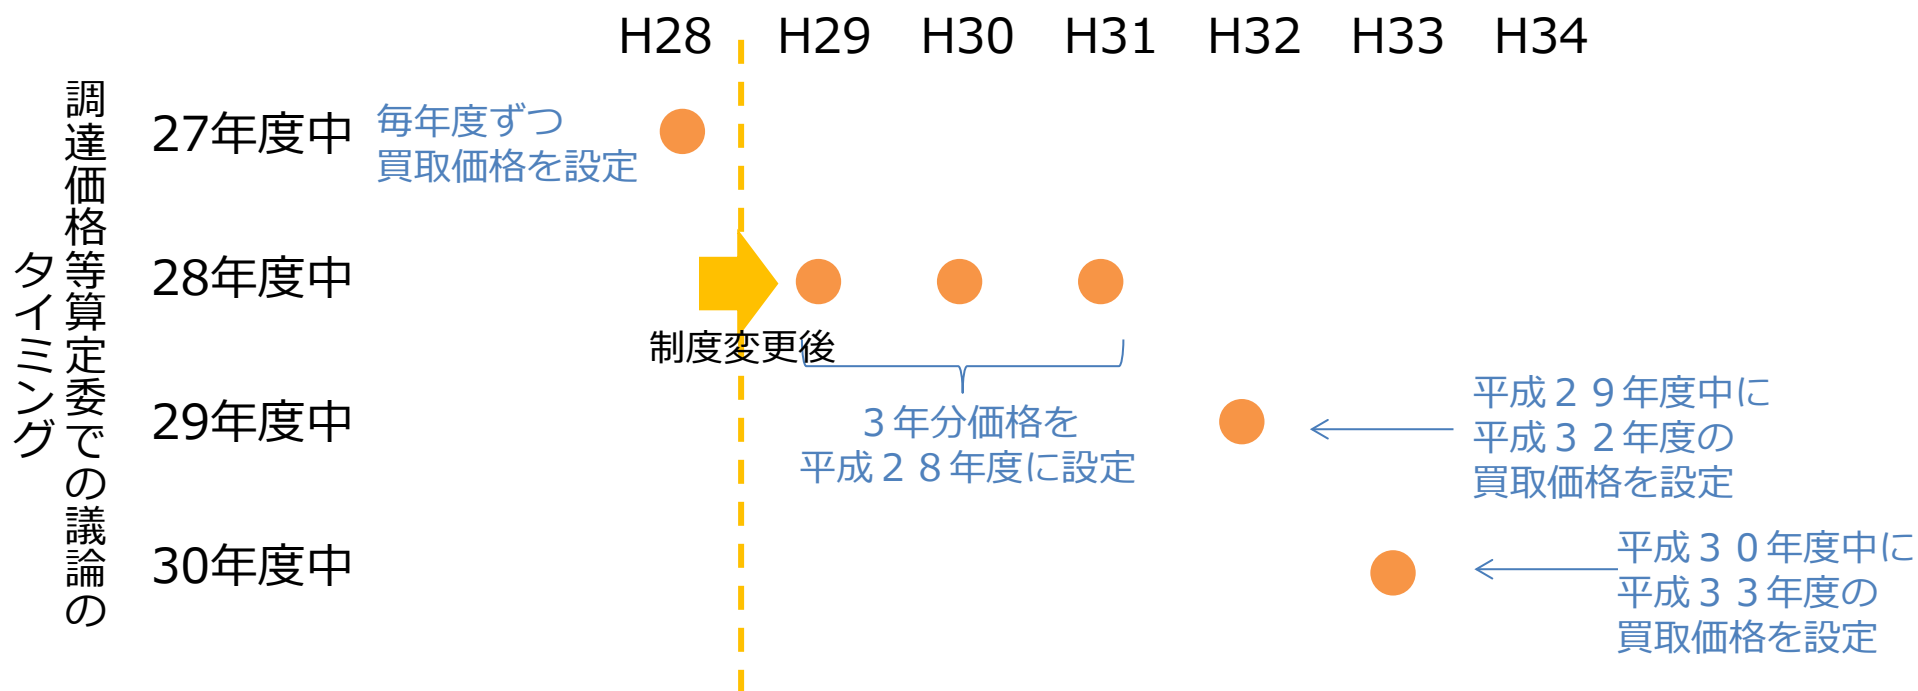 H28 H29 H30 H31 H32 H33 H34
調達価格等算定委での議論の
タイミング
27年度中
毎年度ずつ
買取価格を設定
28年度中
制度変更後
3年分価格を
平成28年度に設定
29年度中
平成29年度中に
平成32年度の
買取価格を設定
30年度中
平成30年度中に
平成33年度の
買取価格を設定